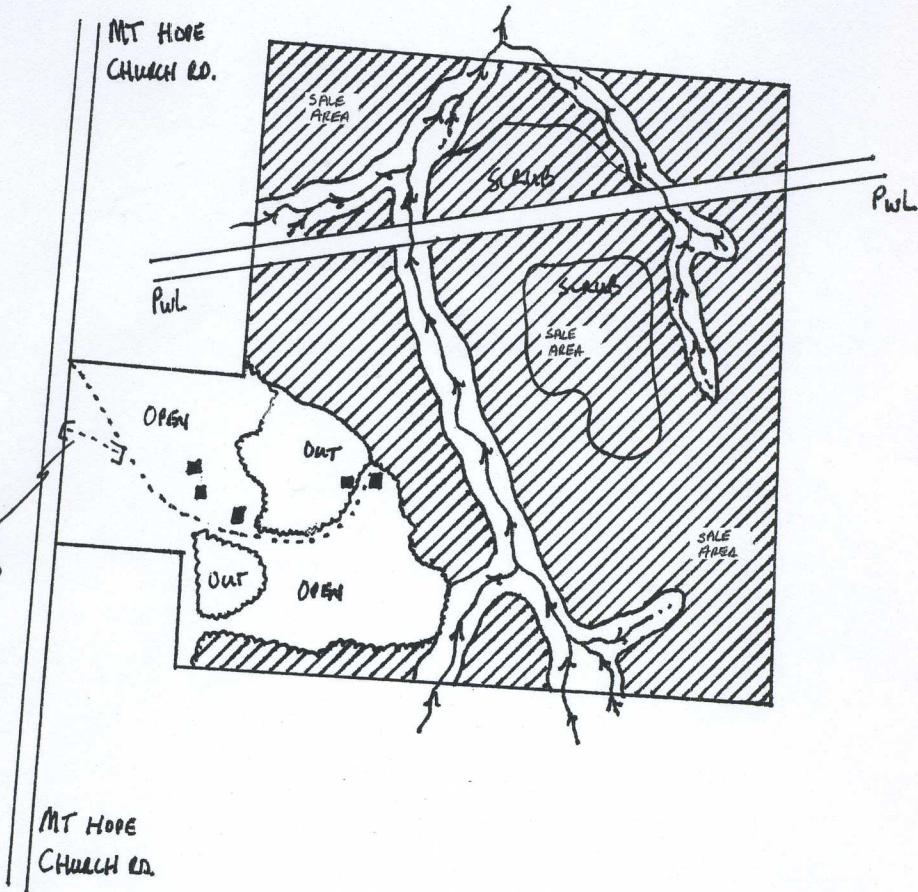 MT HOPE
CHURCH RD.
SALE
AREA
SCRUB
PWL
PWL
SCRUB
SALE
AREA
OPEN
OUT
SALE
AREA
OUT
OPEN
MT HOPE
CHURCH RD.